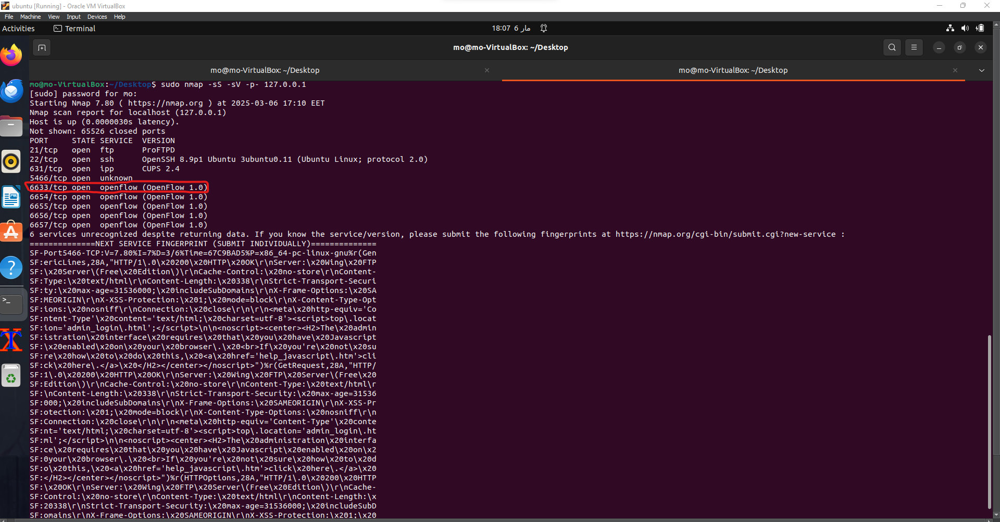 ubuntu [Running] - Oracle VM VirtualBox
File Machine View Input Devices Help
Activities Terminal 18:07 6 مار
mo@mo-VirtualBox: ~/Desktop
mo@mo-VirtualBox: ~/Desktop mo@mo-VirtualBox: ~/Desktop
mo@mo-VirtualBox:~/Desktop$ sudo nmap -sS -sV -p- 127.0.0.1
[sudo] password for mo:
Starting Nmap 7.80 ( https://nmap.org ) at 2025-03-06 17:10 EET
Nmap scan report for localhost (127.0.0.1)
Host is up (0.0000030s latency).
Not shown: 65526 closed ports
PORT STATE SERVICE VERSION
21/tcp open ftp ProFTPD
22/tcp open ssh OpenSSH 8.9p1 Ubuntu 3ubuntu0.11 (Ubuntu Linux; protocol 2.0)
631/tcp open ipp CUPS 2.4
5466/tcp open unknown
6633/tcp open openflow (OpenFlow 1.0)
6654/tcp open openflow (OpenFlow 1.0)
6655/tcp open openflow (OpenFlow 1.0)
6656/tcp open openflow (OpenFlow 1.0)
6657/tcp open openflow (OpenFlow 1.0)
6 services unrecognized despite returning data. If you know the service/version, please submit the following fingerprints at https://nmap.org/cgi-bin/submit.cgi?new-service :
==============NEXT SERVICE FINGERPRINT (SUBMIT INDIVIDUALLY)==============
SF-Port5466-TCP:V=7.80%I=7%D=3/6%Time=67C9BAD5%P=x86_64-pc-linux-gnu%r(Gen
SF:ericLines,28A,"HTTP/1\.0\x20200\x20HTTP\x20OK\r\nServer:\x20Wing\x20FTP
SF:\x20Server\(Free\x20Edition\)\r\nCache-Control:\x20no-store\r\nContent-
SF:Type:\x20text/html\r\nContent-Length:\x20338\r\nStrict-Transport-Securi
SF:ty:\x20max-age=31536000;\x20includeSubDomains\r\nX-Frame-Options:\x20SA
SF:MEORIGIN\r\nX-XSS-Protection:\x201;\x20mode=block\r\nX-Content-Type-Opt
SF:ions:\x20nosniff\r\nConnection:\x20close\r\n\r\n<meta\x20http-equiv='Co
SF:ntent-Type'\x20content='text/html;\x20charset=utf-8'><script>top\.locat
SF:ion='admin_login\.html';</script>\n\n<noscript><center><H2>The\x20admin
SF:istration\x20interface\x20requires\x20that\x20you\x20have\x20Javascript
SF:\x20enabled\x20on\x20your\x20browser\.\x20<br>If\x20you're\x20not\x20su
SF:re\x20how\x20to\x20do\x20this,\x20<a\x20href='help_javascript\.htm'>cli
SF:ck\x20here\.</a>\x20</H2></center></noscript>")%r(GetRequest,28A,"HTTP/
SF:1\.0\x20200\x20HTTP\x20OK\r\nServer:\x20Wing\x20FTP\x20Server\(Free\x20
SF:Edition\)\r\nCache-Control:\x20no-store\r\nContent-Type:\x20text/html\r
SF:\nContent-Length:\x20338\r\nStrict-Transport-Security:\x20max-age=31536
SF:000;\x20includeSubDomains\r\nX-Frame-Options:\x20SAMEORIGIN\r\nX-XSS-Pr
SF:otection:\x201;\x20mode=block\r\nX-Content-Type-Options:\x20nosniff\r\n
SF:Connection:\x20close\r\n\r\n<meta\x20http-equiv='Content-Type'\x20conte
SF:nt='text/html;\x20charset=utf-8'><script>top\.location='admin_login\.ht
SF:ml';</script>\n\n<noscript><center><H2>The\x20administration\x20interfa
SF:ce\x20requires\x20that\x20you\x20have\x20Javascript\x20enabled\x20on\x2
SF:0your\x20browser\.\x20<br>If\x20you're\x20not\x20sure\x20how\x20to\x20d
SF:o\x20this,\x20<a\x20href='help_javascript\.htm'>click\x20here\.</a>\x20
SF:</H2></center></noscript>")%r(HTTPOptions,28A,"HTTP/1\.0\x20200\x20HTTP
SF:\x20OK\r\nServer:\x20Wing\x20FTP\x20Server\(Free\x20Edition\)\r\nCache-
SF:Control:\x20no-store\r\nContent-Type:\x20text/html\r\nContent-Length:\x
SF:20338\r\nStrict-Transport-Security:\x20max-age=31536000;\x20includeSubD
SF:omains\r\nX-Frame-Options:\x20SAMEORIGIN\r\nX-XSS-Protection:\x201;\x20